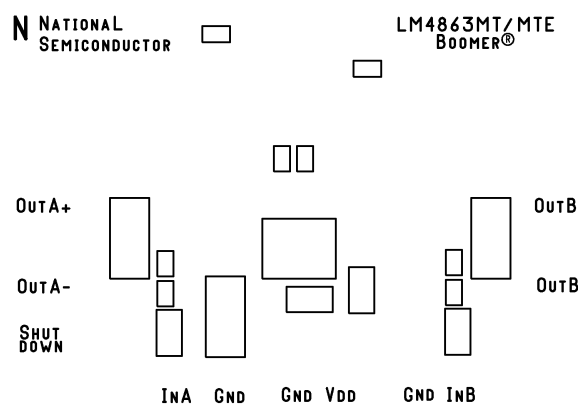 N NATIONAL SEMICONDUCTOR
LM4863MT/MTE
BOOMER®
OUTA+
OUTB
OUTA-
OUTB
SHUT
DOWN
INA GND GND VDD GND INB